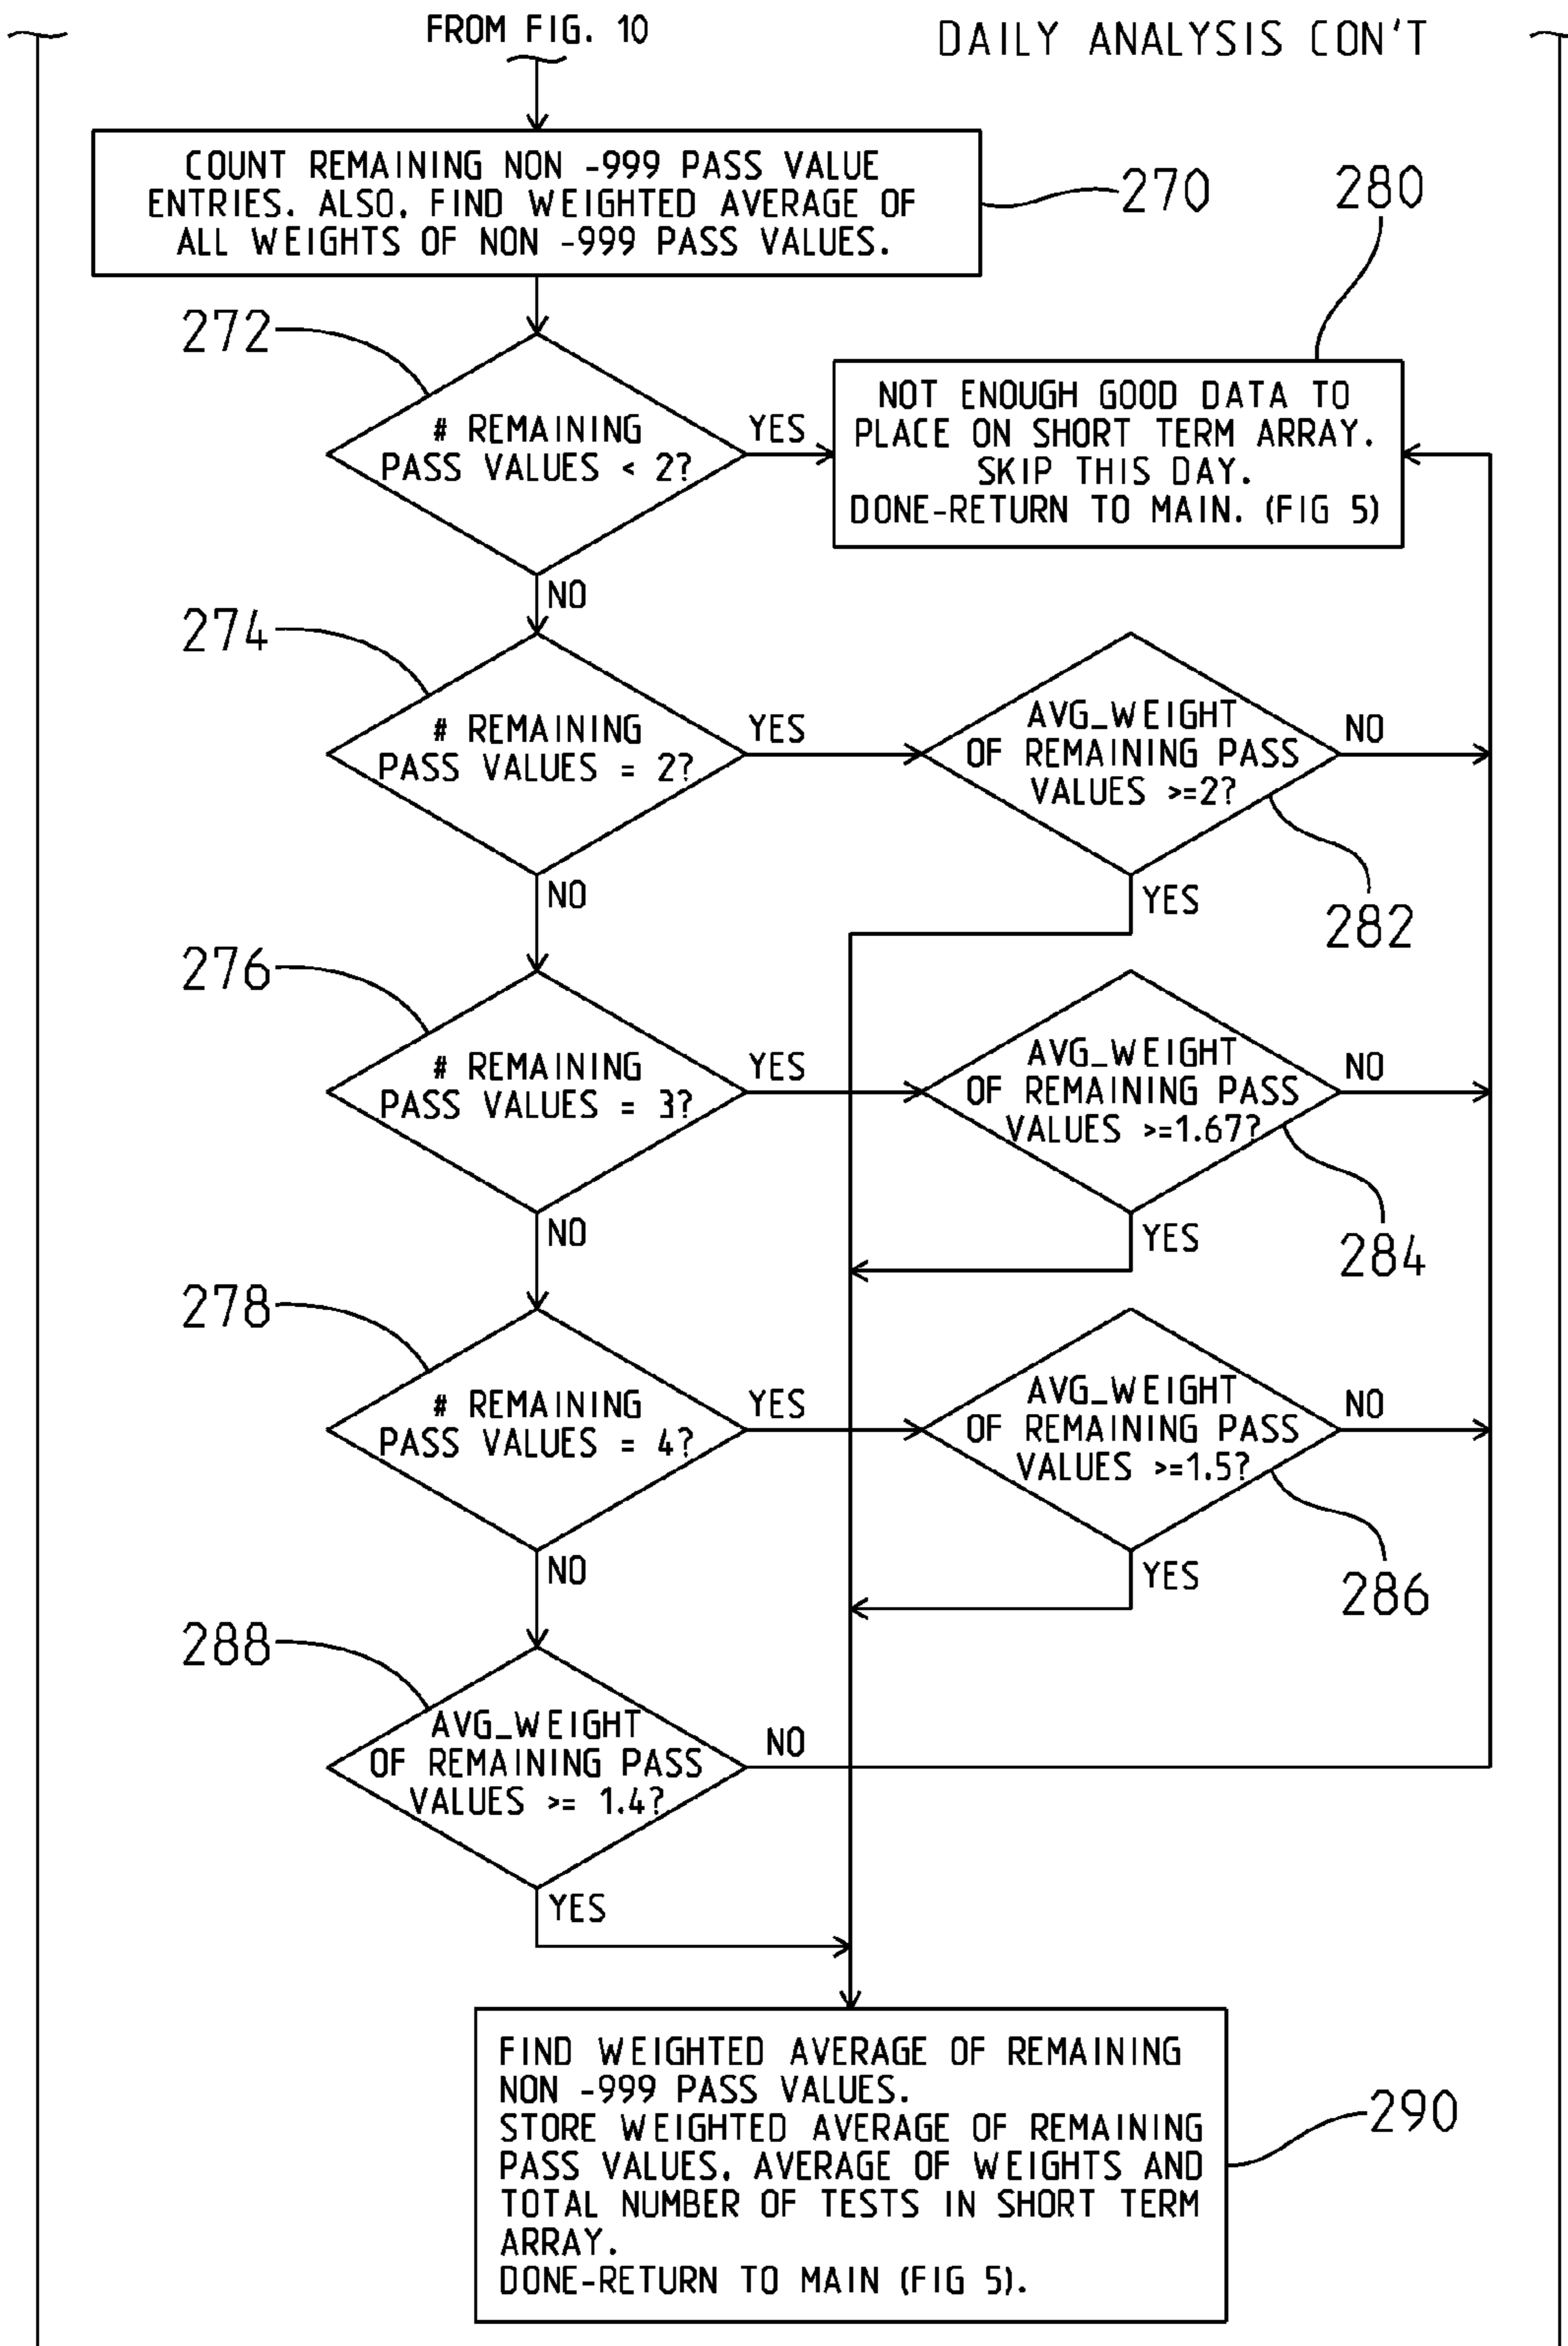 FROM FIG. 10
DAILY ANALYSIS CON'T
COUNT REMAINING NON -999 PASS VALUE
ENTRIES. ALSO, FIND WEIGHTED AVERAGE OF
ALL WEIGHTS OF NON -999 PASS VALUES.
270
280
272
# REMAINING
PASS VALUES < 2?
YES
NOT ENOUGH GOOD DATA TO
PLACE ON SHORT TERM ARRAY.
SKIP THIS DAY.
DONE-RETURN TO MAIN. (FIG 5)
NO
274
# REMAINING
PASS VALUES = 2?
YES
AVG_WEIGHT
OF REMAINING PASS
VALUES >=2?
NO
NO
YES
282
276
# REMAINING
PASS VALUES = 3?
YES
AVG_WEIGHT
OF REMAINING PASS
VALUES >=1.67?
NO
NO
YES
284
278
# REMAINING
PASS VALUES = 4?
YES
AVG_WEIGHT
OF REMAINING PASS
VALUES >=1.5?
NO
NO
YES
286
288
AVG_WEIGHT
OF REMAINING PASS
VALUES >= 1.4?
NO
YES
FIND WEIGHTED AVERAGE OF REMAINING
NON -999 PASS VALUES.
STORE WEIGHTED AVERAGE OF REMAINING
PASS VALUES, AVERAGE OF WEIGHTS AND
TOTAL NUMBER OF TESTS IN SHORT TERM
ARRAY.
DONE-RETURN TO MAIN (FIG 5).
290